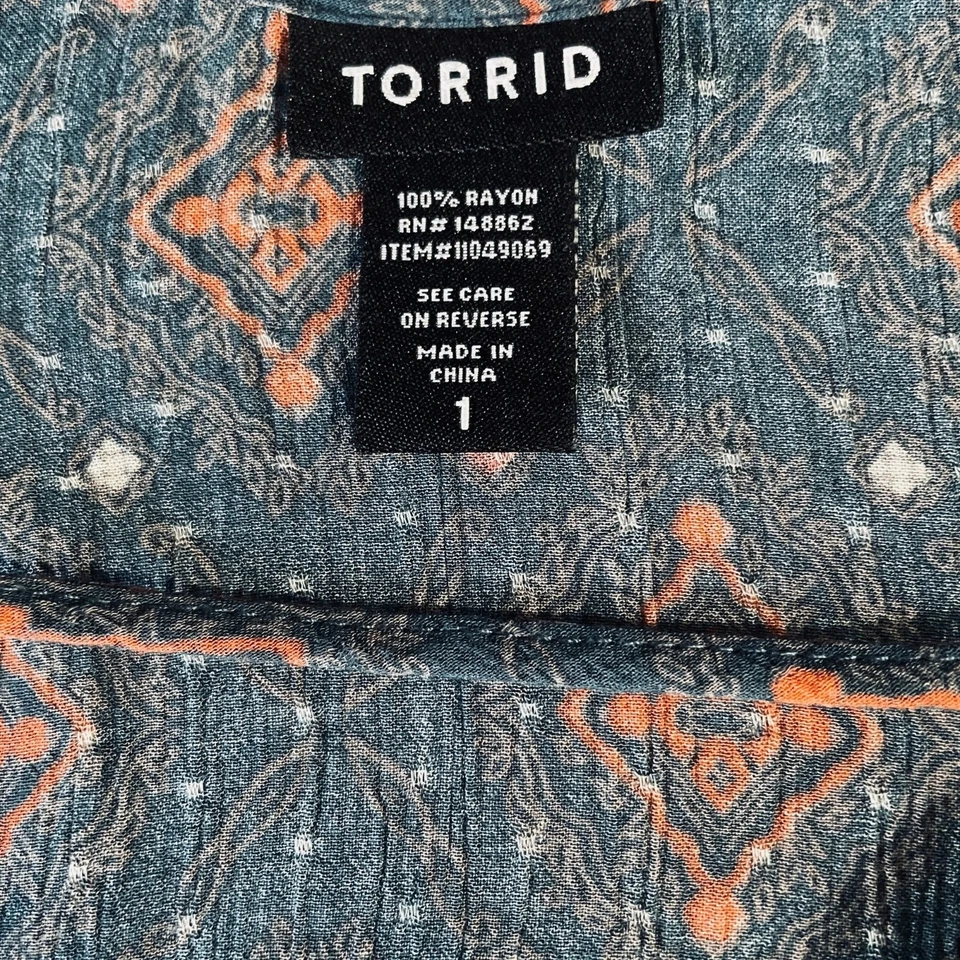 TORRID
100% RAYON
RN# 148862
ITEM#11049069
SEE CARE
ON REVERSE
MADE IN
CHINA
1